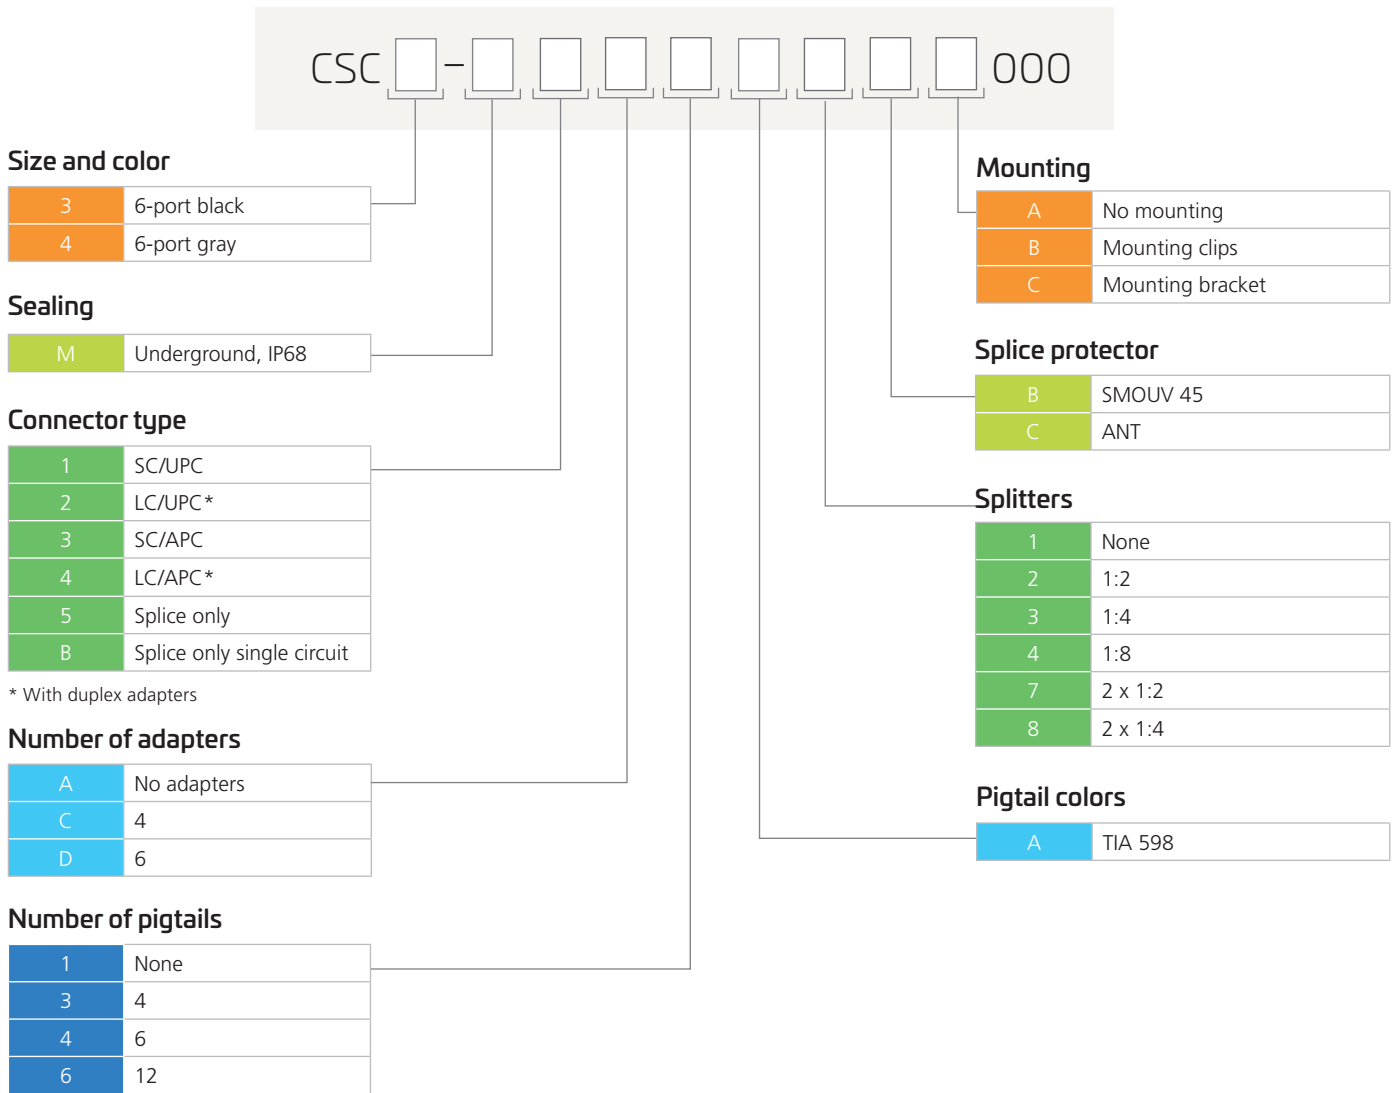 CSC - 000
Size and color
3 6-port black
4 6-port gray
Sealing
M Underground, IP68
Connector type
1 SC/UPC
2 LC/UPC*
3 SC/APC
4 LC/APC*
5 Splice only
B Splice only single circuit
* With duplex adapters
Number of adapters
A No adapters
C 4
D 6
Number of pigtails
1 None
3 4
4 6
6 12
Mounting
A No mounting
B Mounting clips
C Mounting bracket
Splice protector
B SMOUV 45
C ANT
Splitters
1 None
2 1:2
3 1:4
4 1:8
7 2 x 1:2
8 2 x 1:4
Pigtail colors
A TIA 598